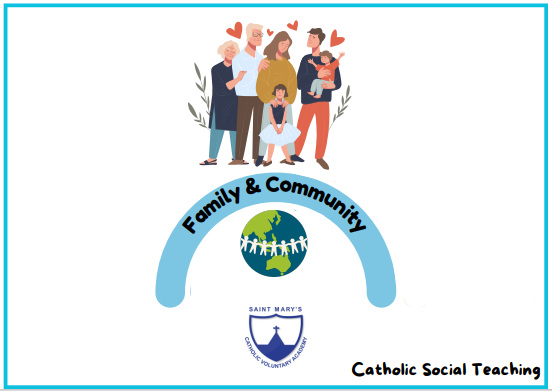 Family & Community
SAINT MARY'S
CATHOLIC VOLUNTARY ACADEMY
Catholic Social Teaching